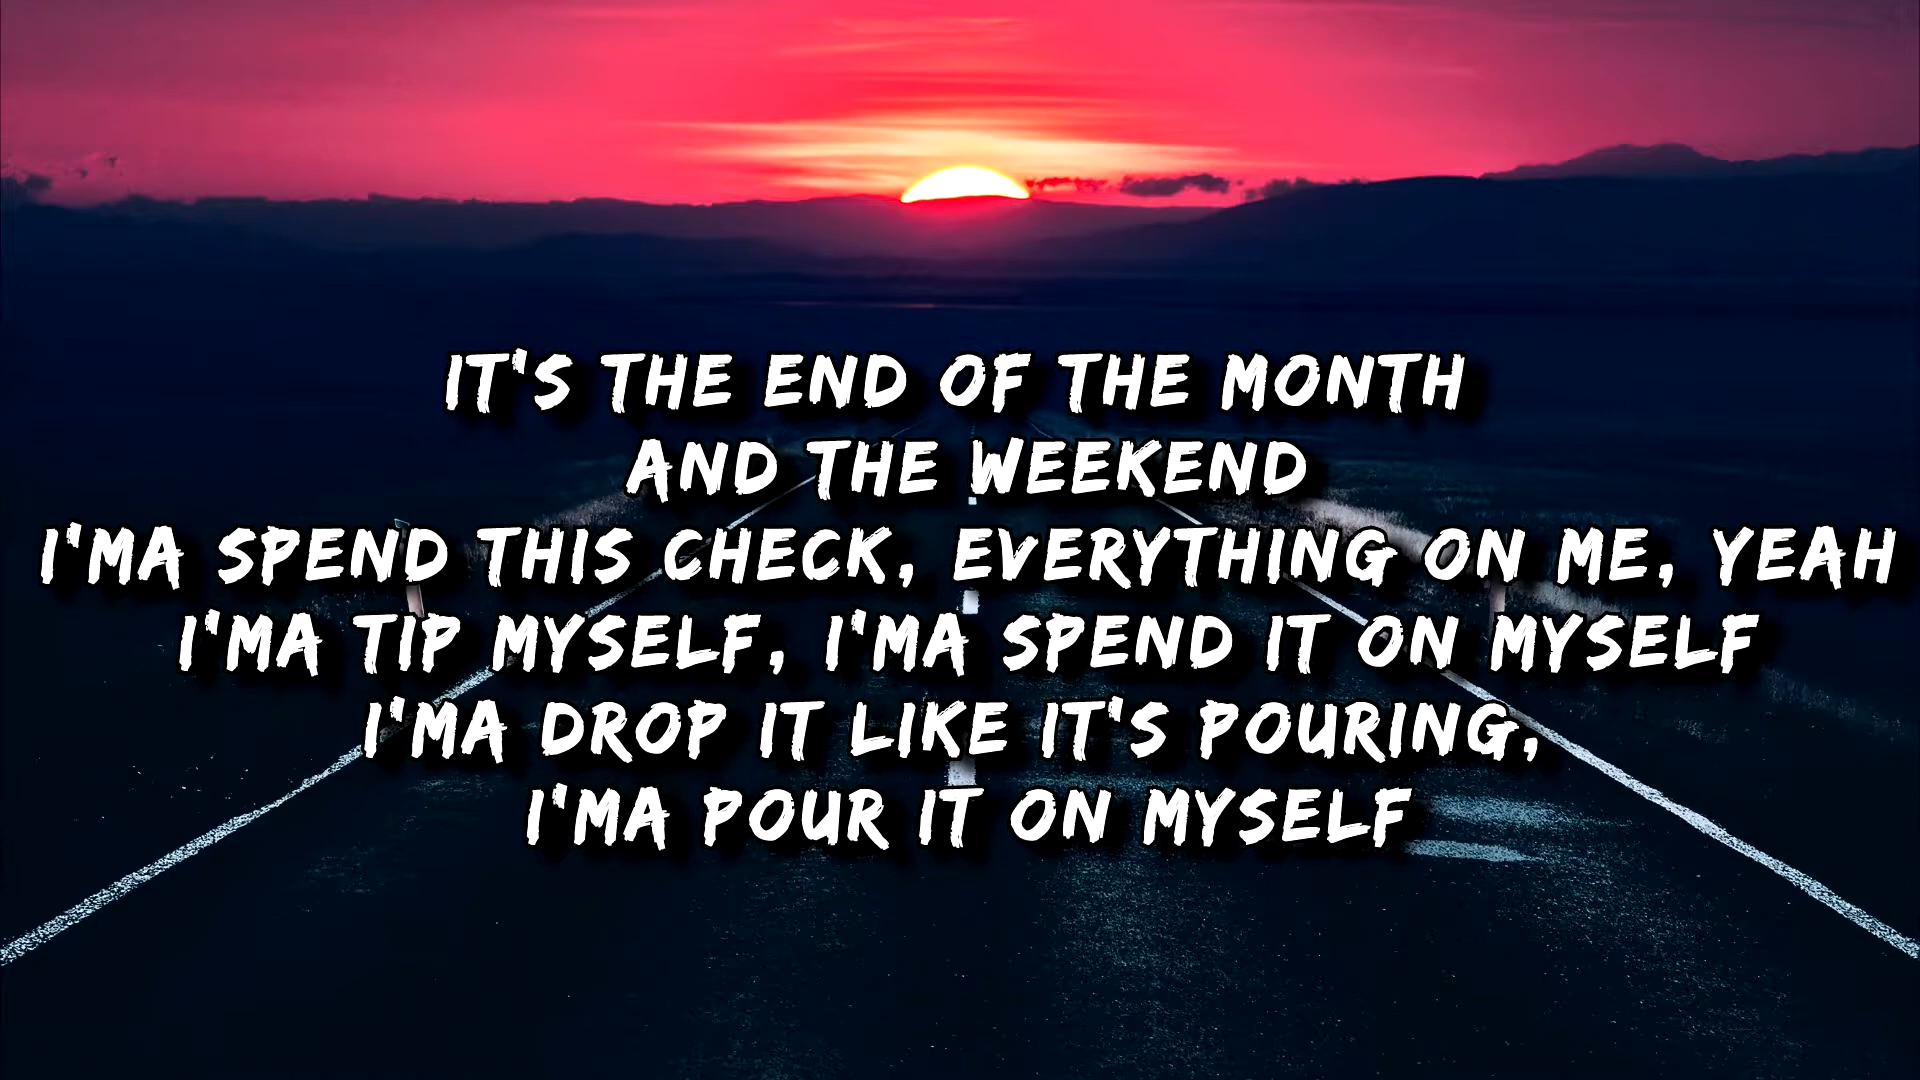 IT'S THE END OF THE MONTH
AND THE WEEKEND
I'MA SPEND THIS CHECK, EVERYTHING ON ME, YEAH
I'MA TIP MYSELF, I'MA SPEND IT ON MYSELF
I'MA DROP IT LIKE IT'S POURING,
I'MA POUR IT ON MYSELF